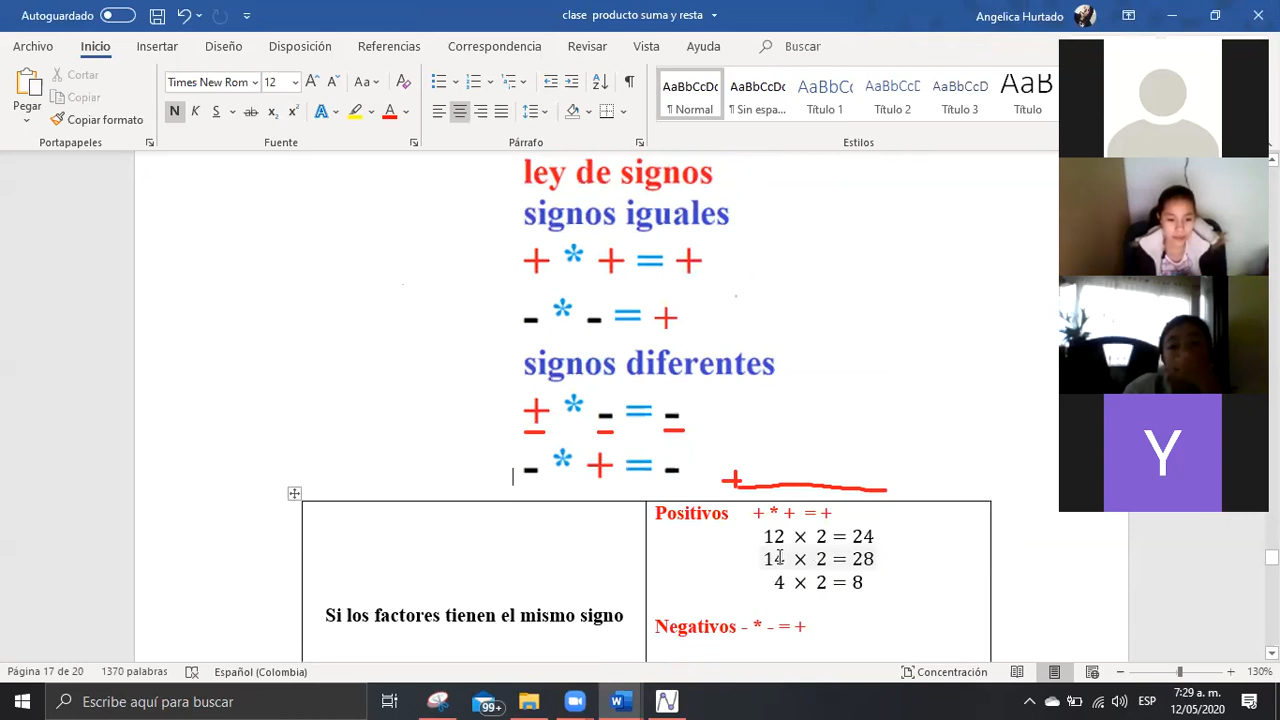 Autoguardado
clase producto suma y resta
Angelica Hurtado
Archivo Inicio Insertar Diseño Disposición Referencias Correspondencia Revisar Vista Ayuda Buscar
Pegar
Cortar
Copiar
Copiar formato
Times New Rom 12
N K S
AaBbCcDc AaBbCcDc AaBbC AaBbCcD AaBbCcDc AaB
¶ Normal ¶ Sin espa... Título 1 Título 2 Título 3 Título
Portapapeles Fuente Párrafo Estilos
ley de signos
signos iguales
+ * + = +
- * - = +
signos diferentes
+ * - = -
- * + = -
+
Si los factores tienen el mismo signo
Positivos + * + = +
12 × 2 = 24
14 × 2 = 28
4 × 2 = 8
Negativos - * - = +
Y
Página 17 de 20 1370 palabras Español (Colombia) Concentración 130%
Escribe aquí para buscar
99+
ESP
7:29 a. m.
12/05/2020